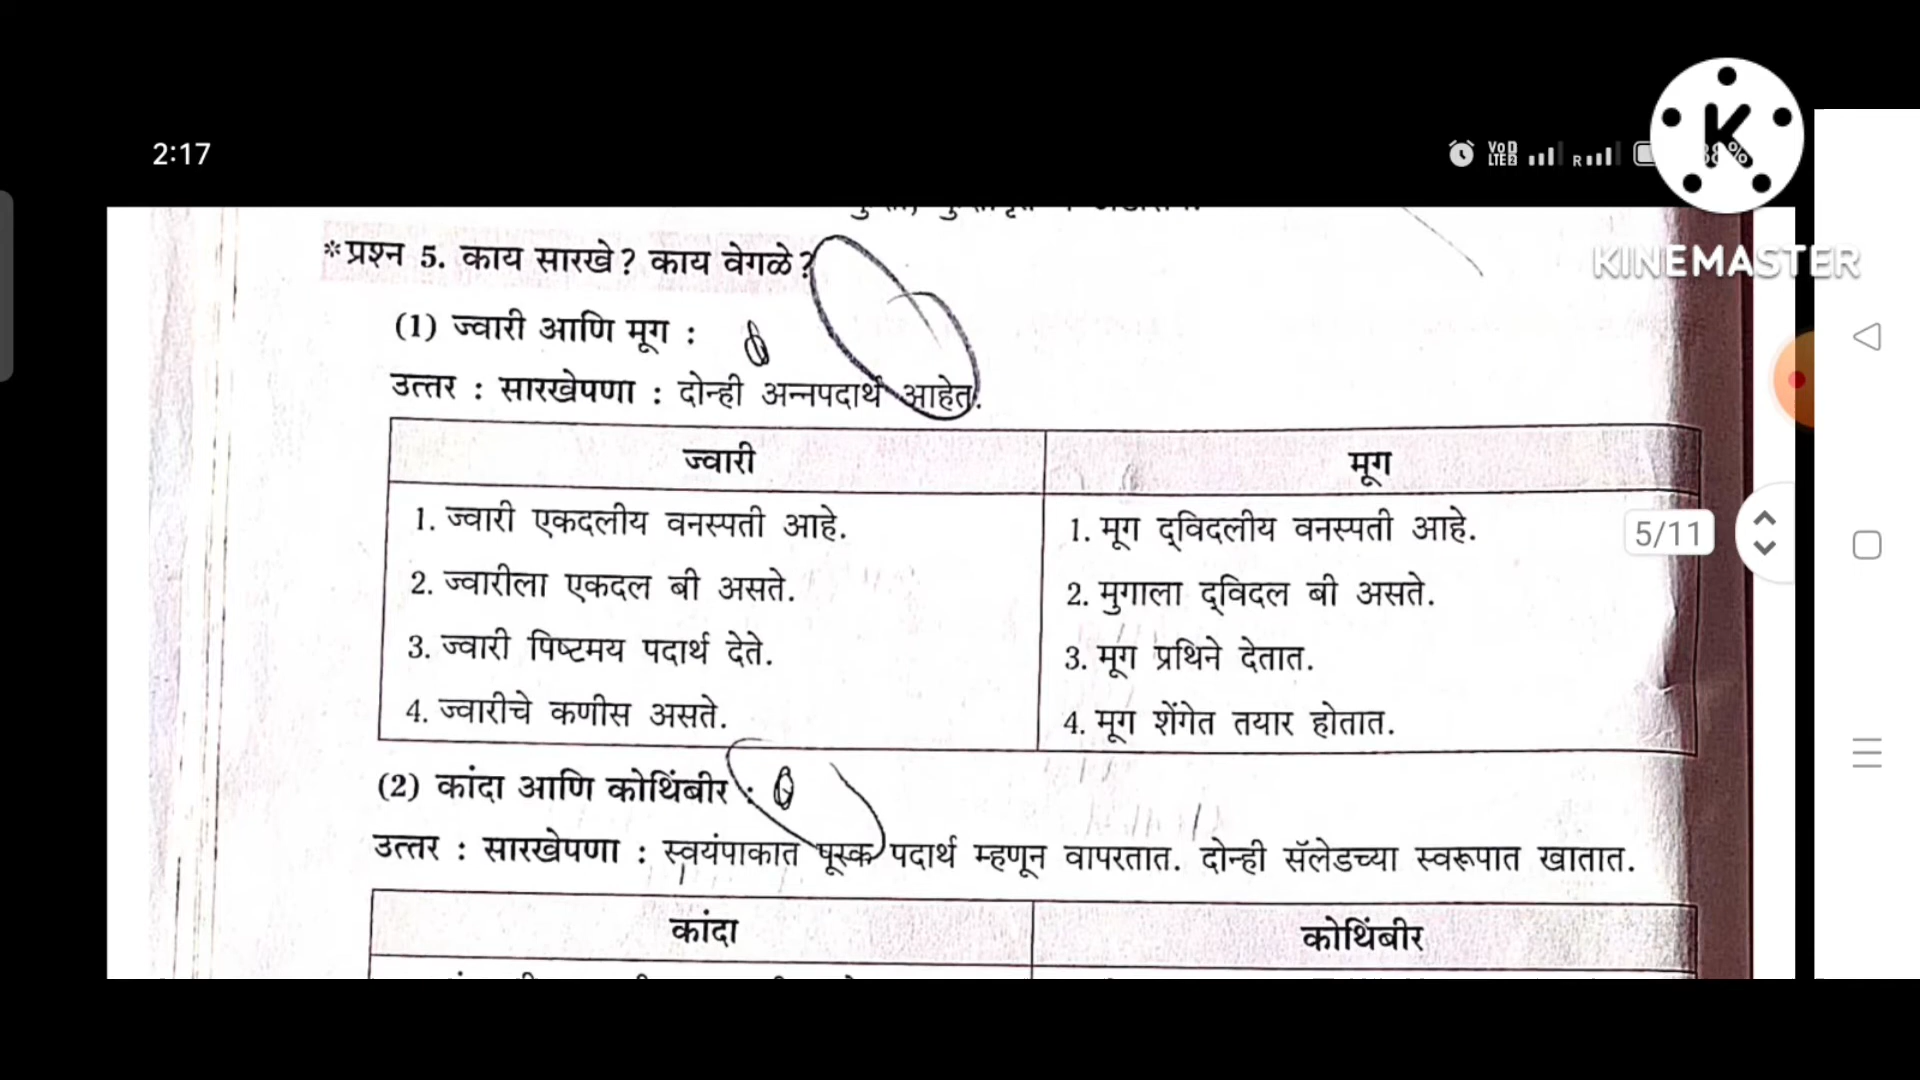 2:17
VoD LTE2 R %
KINEMASTER
*प्रश्न 5. काय सारखे? काय वेगळे?
(1) ज्वारी आणि मूग :
उत्तर : सारखेपणा : दोन्ही अन्नपदार्थ आहेत.
ज्वारी मूग
1. ज्वारी एकदलीय वनस्पती आहे. 1. मूग द्‌विदलीय वनस्पती आहे.
5/11
2. ज्वारीला एकदल बी असते. 2. मुगाला द्‌विदल बी असते.
3. ज्वारी पिष्टमय पदार्थ देते. 3. मूग प्रथिने देतात.
4. ज्वारीचे कणीस असते. 4. मूग शेंगेत तयार होतात.
(2) कांदा आणि कोथिंबीर :
उत्तर : सारखेपणा : स्वयंपाकात पूरक पदार्थ म्हणून वापरतात. दोन्ही सॅलेडच्या स्वरूपात खातात.
कांदा कोथिंबीर